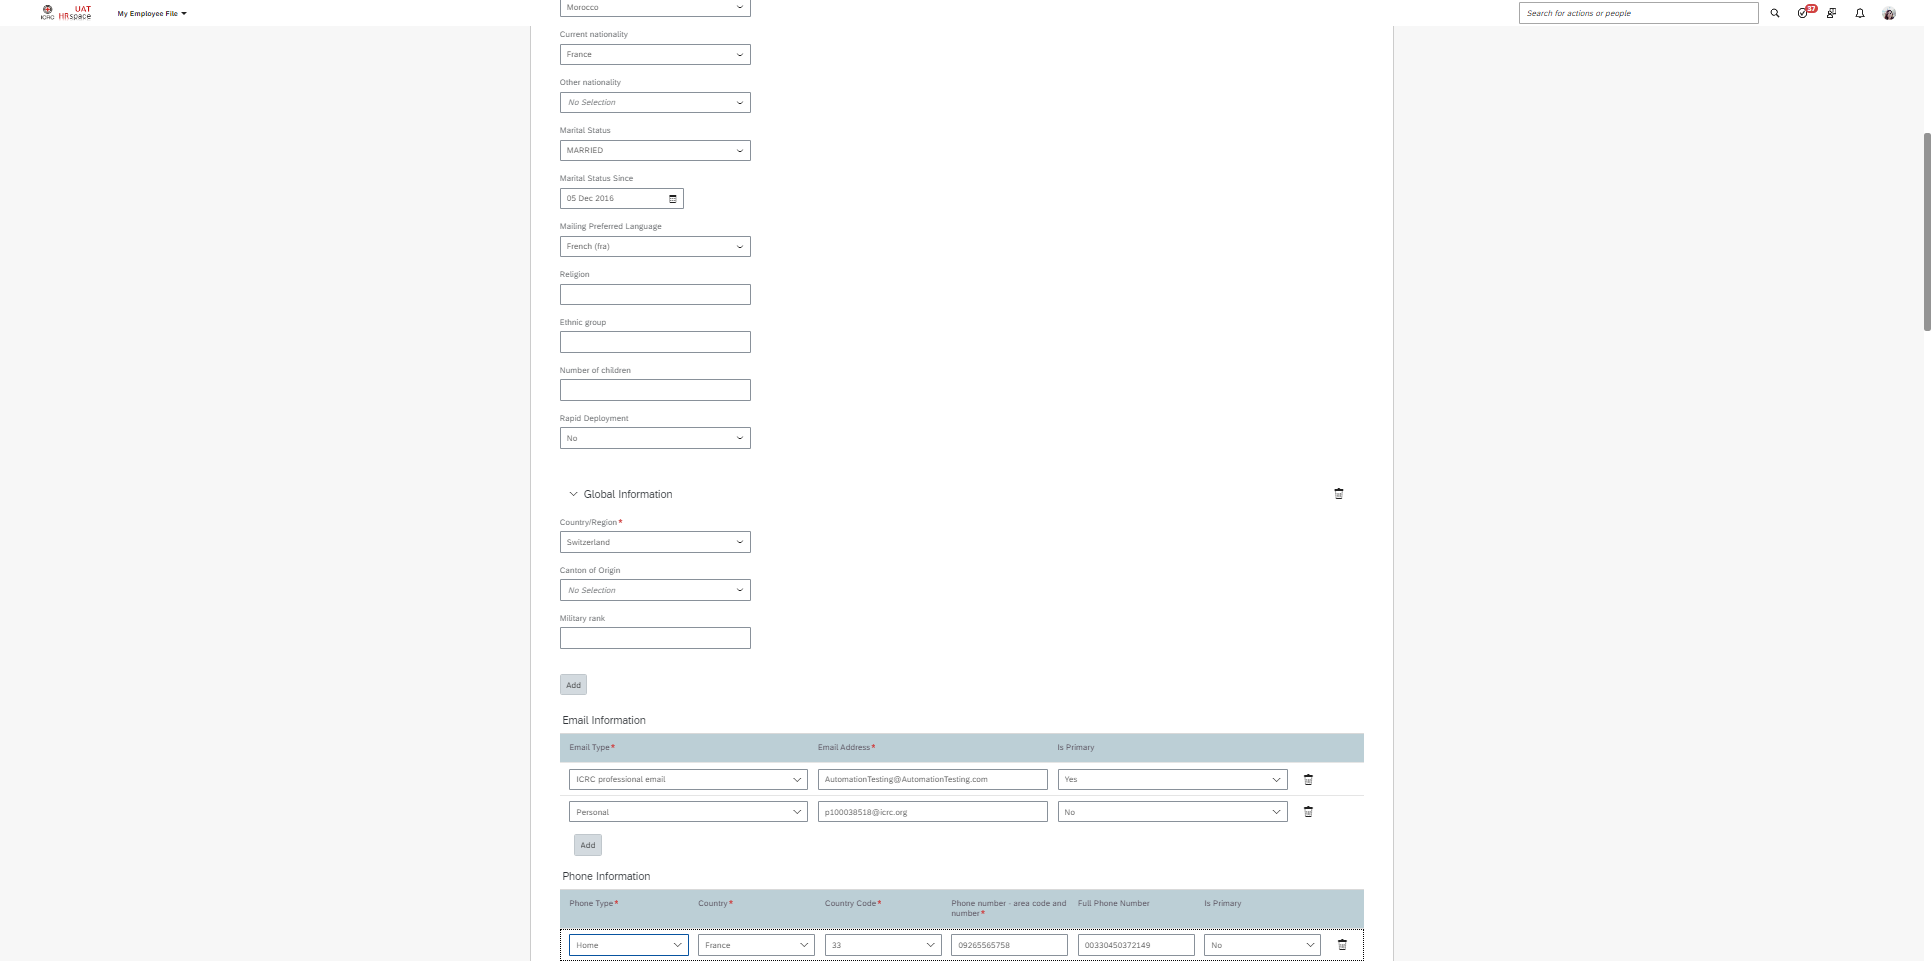 ICRC
UAT
HRspace
My Employee File
Search for actions or people
37
Morocco
Current nationality
France
Other nationality
No Selection
Marital Status
MARRIED
Marital Status Since
05 Dec 2016
Mailing Preferred Language
French (fra)
Religion
Ethnic group
Number of children
Rapid Deployment
No
Global Information
Country/Region*
Switzerland
Canton of Origin
No Selection
Military rank
Add
Email Information
Email Type* Email Address* Is Primary
ICRC professional email AutomationTesting@AutomationTesting.com Yes
Personal p100038518@icrc.org No
Add
Phone Information
Phone Type* Country* Country Code* Phone number - area code and Full Phone Number Is Primary
number*
Home France 33 09265565758 00330450372149 No